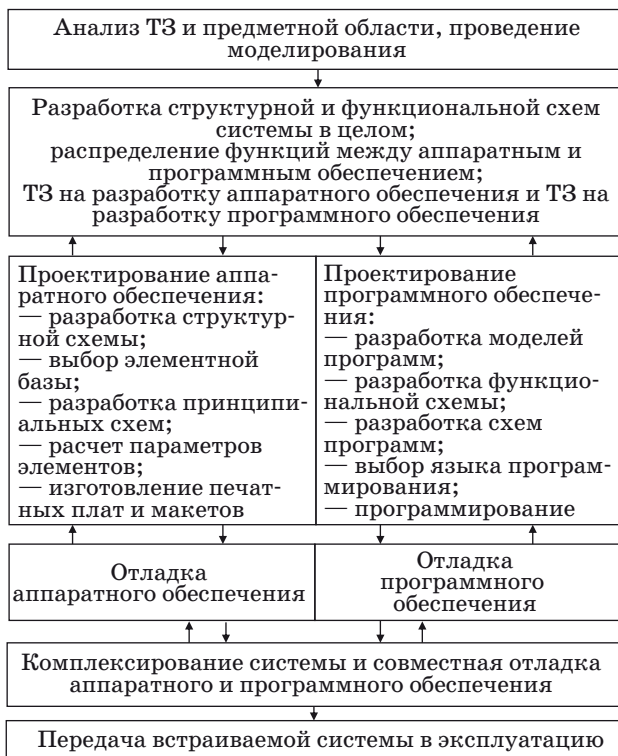 Анализ ТЗ и предметной области, проведение
моделирования
Разработка структурной и функциональной схем
системы в целом;
распределение функций между аппаратным и
программным обеспечением;
ТЗ на разработку аппаратного обеспечения и ТЗ на
разработку программного обеспечения
Проектирование аппа-
ратного обеспечения:
— разработка структур-
ной схемы;
— выбор элементной
базы;
— разработка принципи-
альных схем;
— расчет параметров
элементов;
— изготовление печат-
ных плат и макетов
Проектирование
программного обеспече-
ния:
— разработка моделей
программ;
— разработка функцио-
нальной схемы;
— разработка схем
программ;
— выбор языка програм-
мирования;
— программирование
Отладка
аппаратного обеспечения
Отладка
программного
обеспечения
Комплексирование системы и совместная отладка
аппаратного и программного обеспечения
Передача встраиваемой системы в эксплуатацию